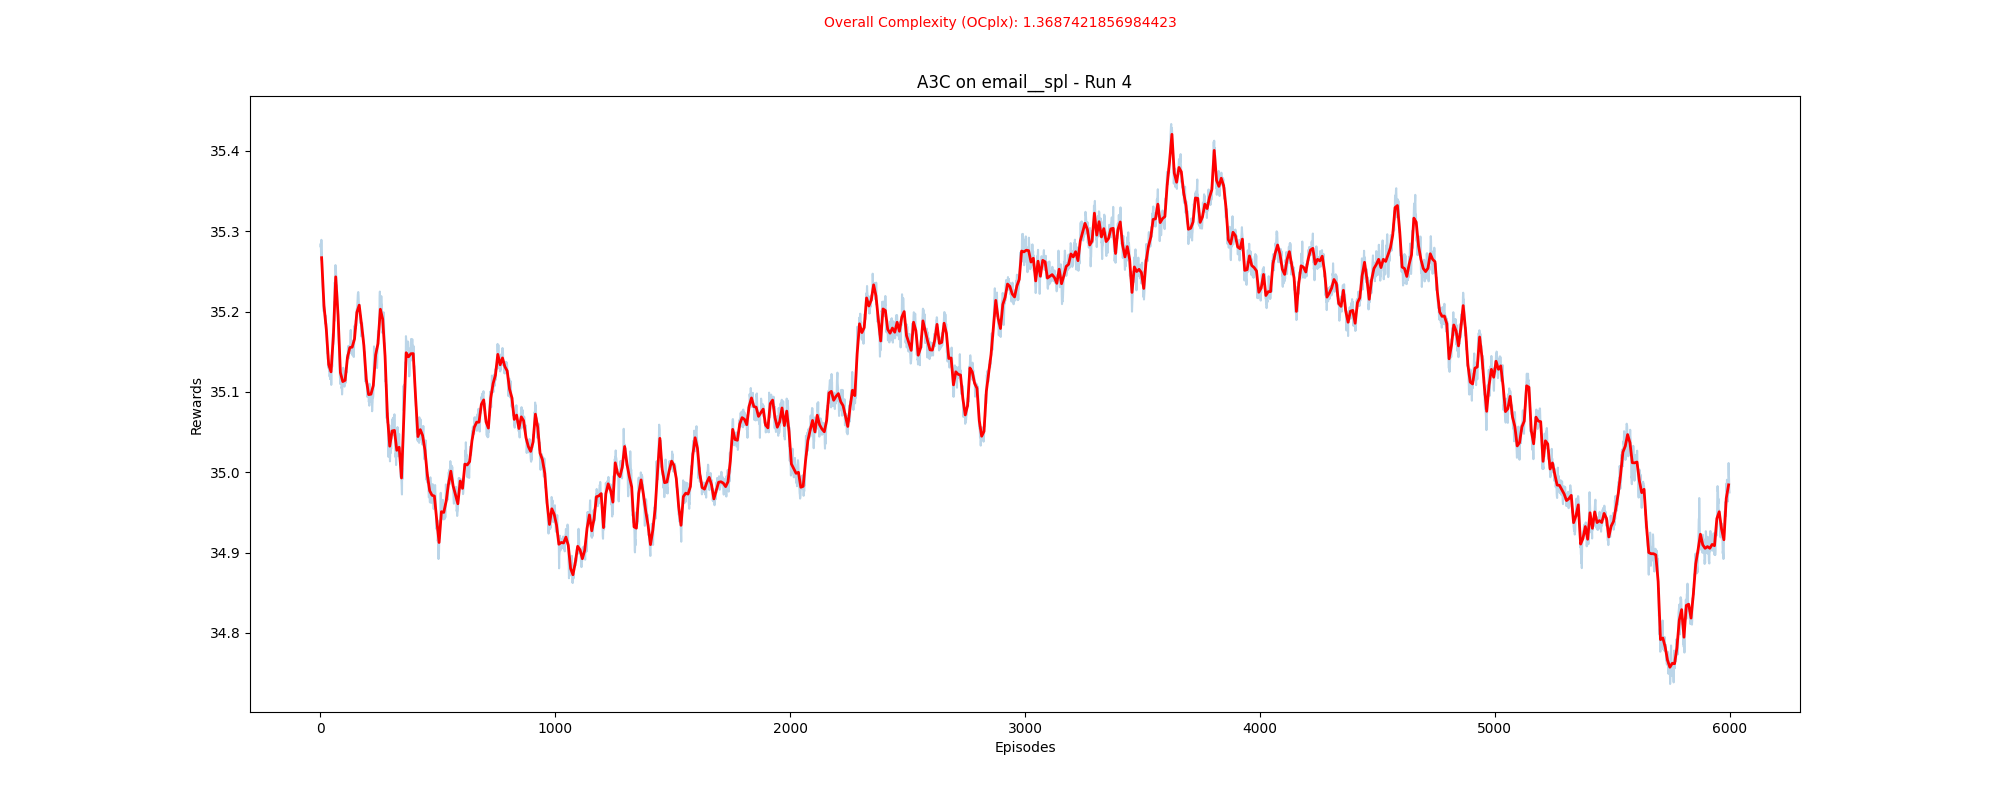 Overall Complexity (OCplx): 1.3687421856984423
A3C on email__spl - Run 4
35.4
35.3
35.2
35.1
35.0
34.9
34.8
Rewards
0 1000 2000 3000 4000 5000 6000
Episodes